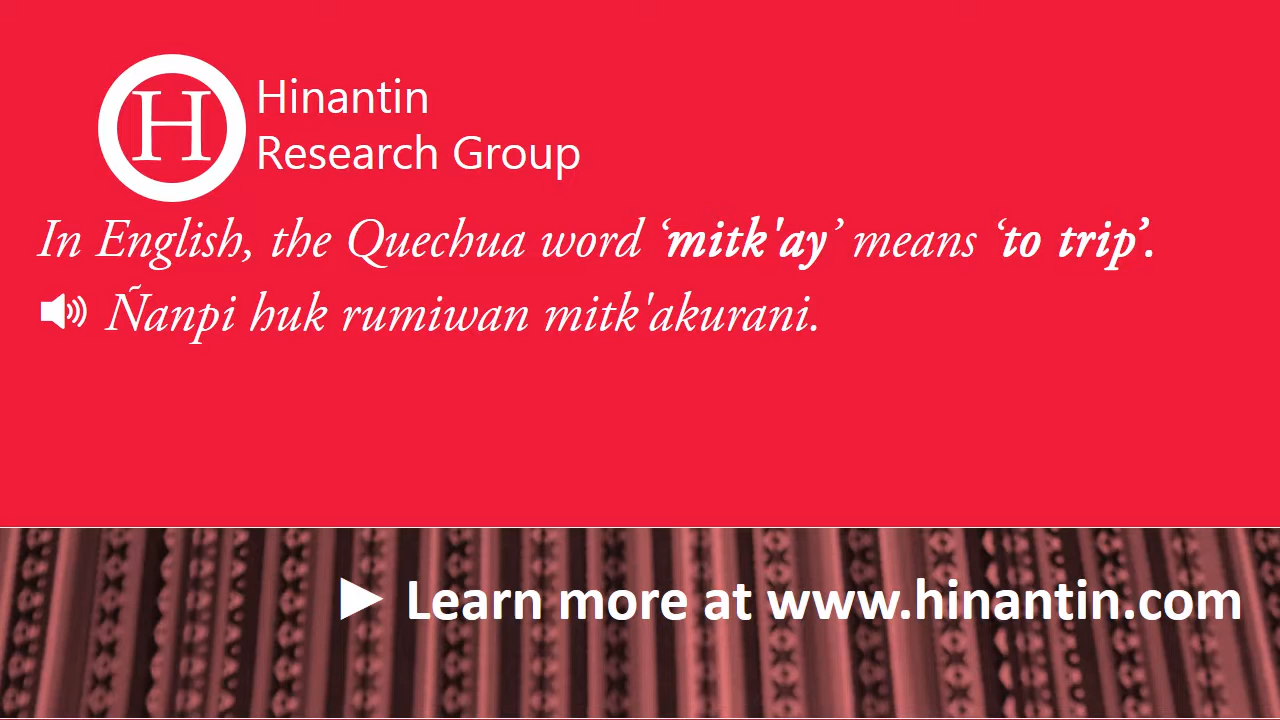 H
Hinantin
Research Group
In English, the Quechua word ‘mitk'ay’ means ‘to trip’.
Ñanpi huk rumiwan mitk'akurani.
► Learn more at www.hinantin.com